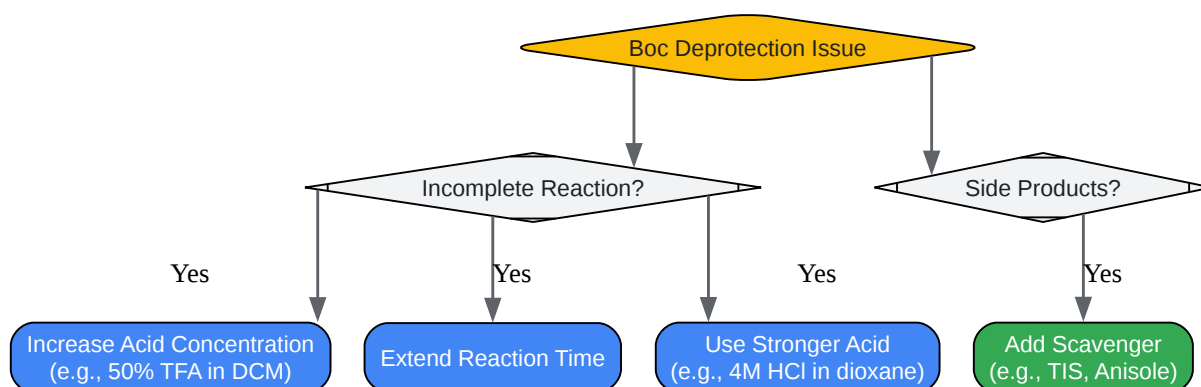 Boc Deprotection Issue
Incomplete Reaction?
Side Products?
Yes
Yes
Yes
Yes
Increase Acid Concentration
(e.g., 50% TFA in DCM)
Extend Reaction Time
Use Stronger Acid
(e.g., 4M HCl in dioxane)
Add Scavenger
(e.g., TIS, Anisole)